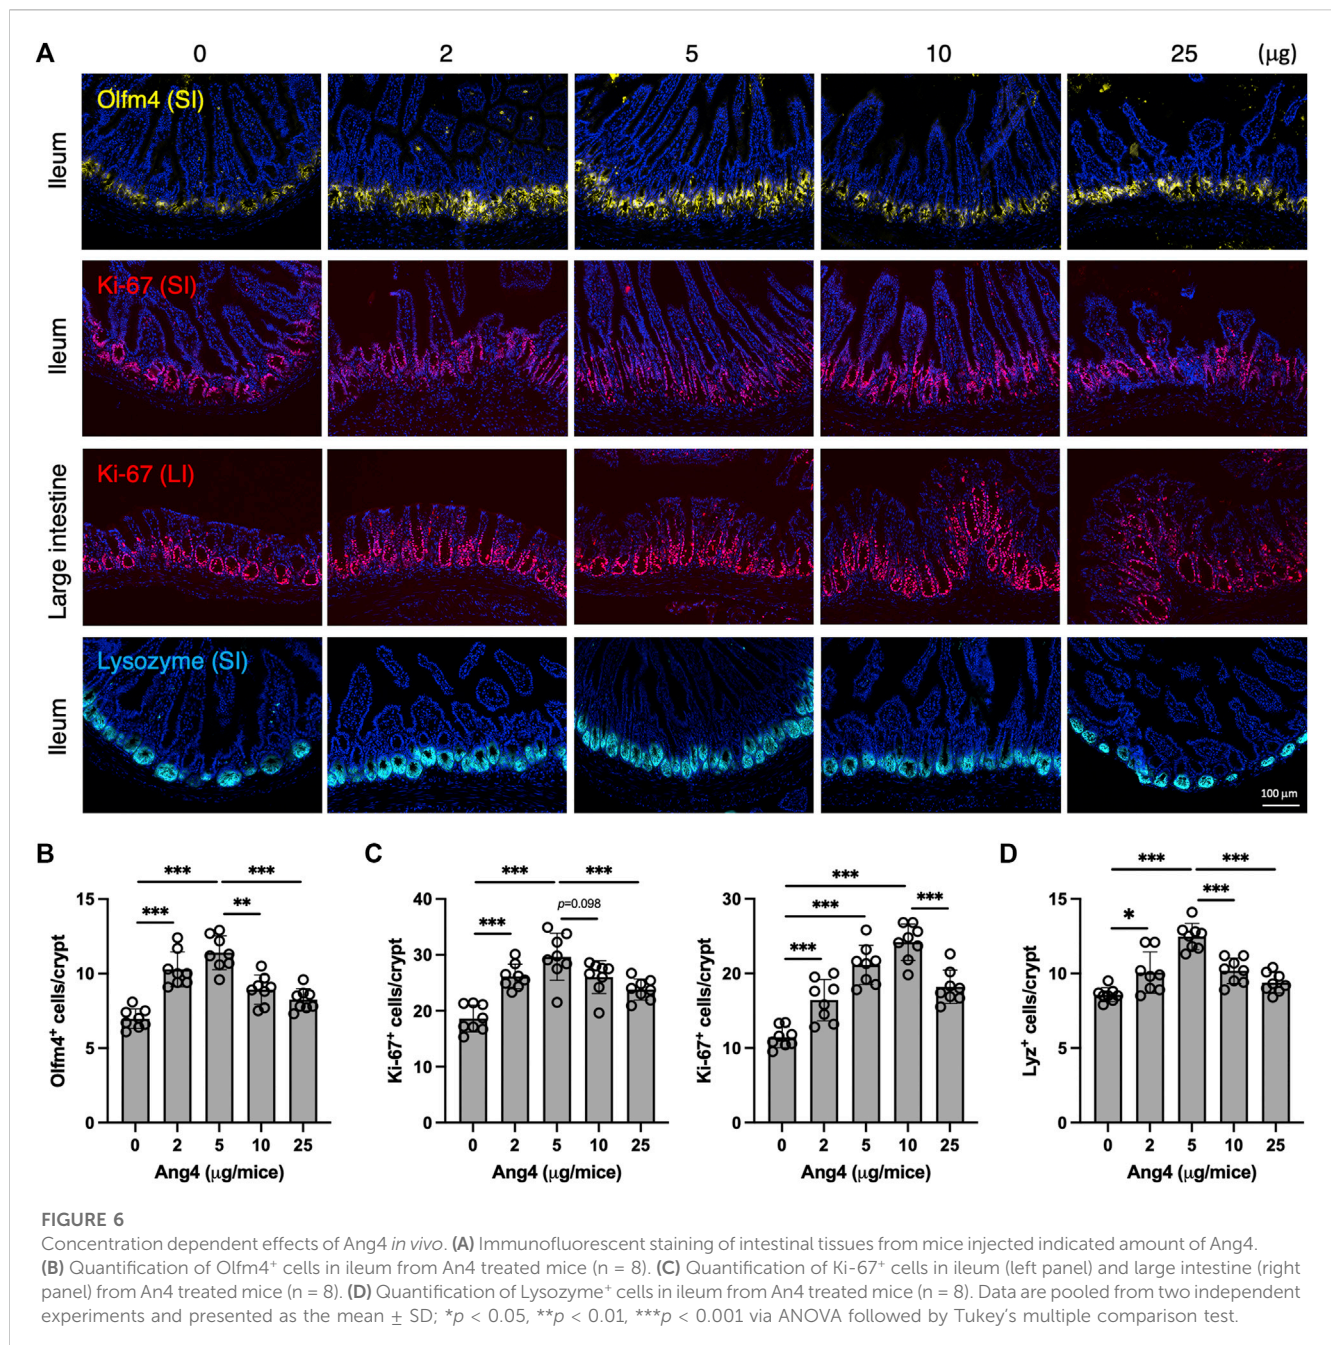 A
0 2 5 10 25 (μg)
Olfm4 (SI)
Ileum
Ki-67 (SI)
Ileum
Ki-67 (LI)
Large intestine
Lysozyme (SI)
Ileum
100 μm
B
*** ***
*** **
15
10
5
0
Olfm4⁺ cells/crypt
0 2 5 10 25
Ang4 (μg/mice)
C
*** ***
*** p=0.098
40
30
20
10
0
Ki-67⁺ cells/crypt
0 2 5 10 25
Ang4 (μg/mice)
***
*** ***
***
30
20
10
0
Ki-67⁺ cells/crypt
0 2 5 10 25
Ang4 (μg/mice)
D
*** ***
* ***
15
10
5
0
Lyz⁺ cells/crypt
0 2 5 10 25
Ang4 (μg/mice)
FIGURE 6
Concentration dependent effects of Ang4 in vivo. (A) Immunofluorescent staining of intestinal tissues from mice injected indicated amount of Ang4.
(B) Quantification of Olfm4⁺ cells in ileum from An4 treated mice (n = 8). (C) Quantification of Ki-67⁺ cells in ileum (left panel) and large intestine (right
panel) from An4 treated mice (n = 8). (D) Quantification of Lysozyme⁺ cells in ileum from An4 treated mice (n = 8). Data are pooled from two independent
experiments and presented as the mean ± SD; *p < 0.05, **p < 0.01, ***p < 0.001 via ANOVA followed by Tukey's multiple comparison test.